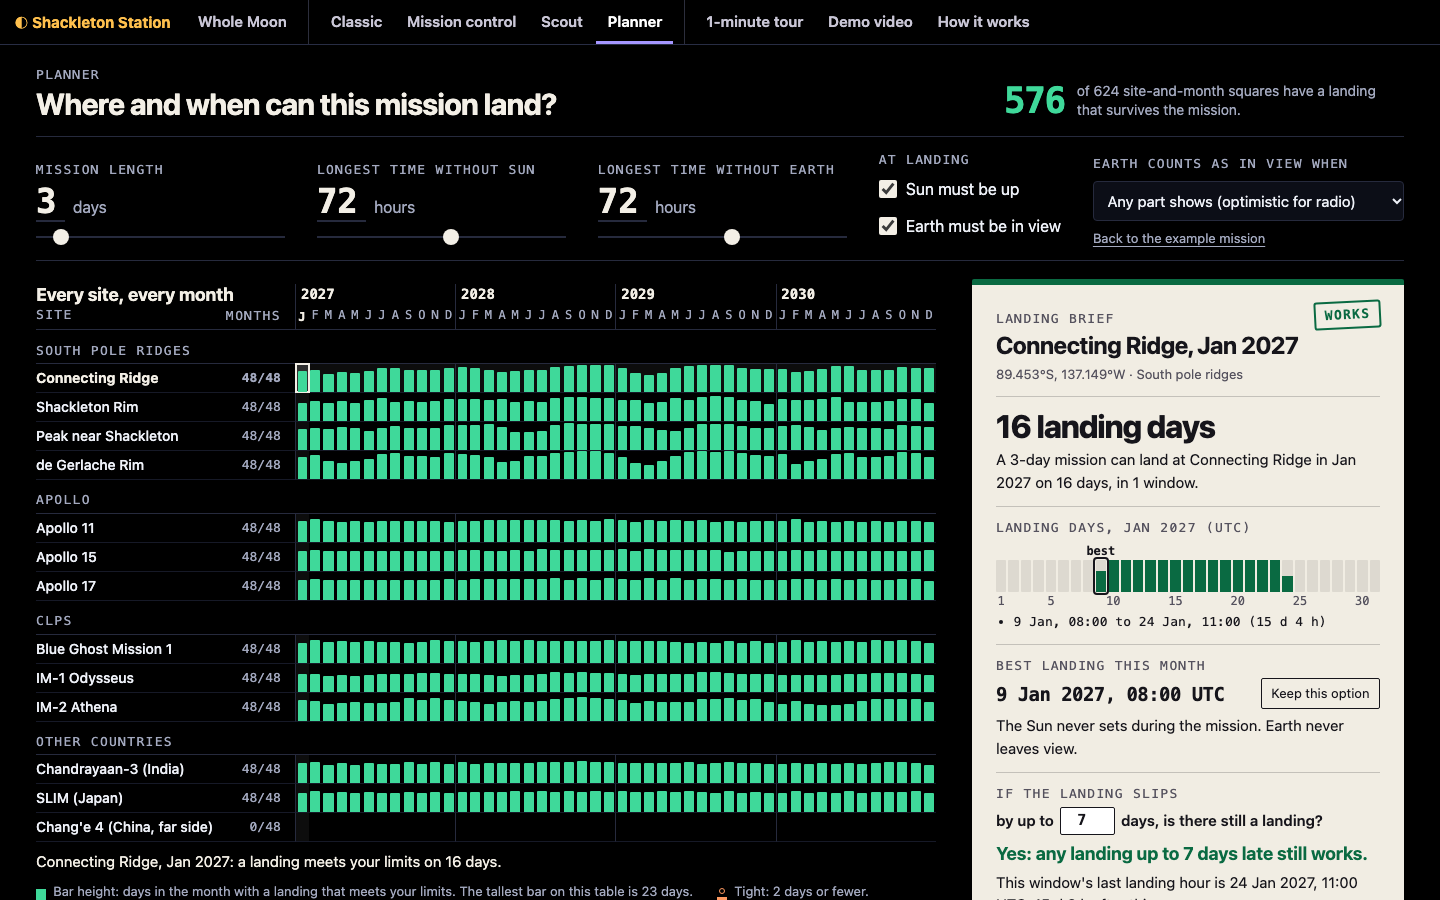 Shackleton Station Whole Moon Classic Mission control Scout Planner 1-minute tour Demo video How it works
PLANNER
Where and when can this mission land?
576 of 624 site-and-month squares have a landing
that survives the mission.
MISSION LENGTH
3 days
LONGEST TIME WITHOUT SUN
72 hours
LONGEST TIME WITHOUT EARTH
72 hours
AT LANDING
Sun must be up
Earth must be in view
EARTH COUNTS AS IN VIEW WHEN
Any part shows (optimistic for radio)
Back to the example mission
Every site, every month
2027 2028 2029 2030
SITE MONTHS J F M A M J J A S O N D J F M A M J J A S O N D J F M A M J J A S O N D J F M A M J J A S O N D
SOUTH POLE RIDGES
Connecting Ridge 48/48
Shackleton Rim 48/48
Peak near Shackleton 48/48
de Gerlache Rim 48/48
APOLLO
Apollo 11 48/48
Apollo 15 48/48
Apollo 17 48/48
CLPS
Blue Ghost Mission 1 48/48
IM-1 Odysseus 48/48
IM-2 Athena 48/48
OTHER COUNTRIES
Chandrayaan-3 (India) 48/48
SLIM (Japan) 48/48
Chang'e 4 (China, far side) 0/48
Connecting Ridge, Jan 2027: a landing meets your limits on 16 days.
Bar height: days in the month with a landing that meets your limits. The tallest bar on this table is 23 days. Tight: 2 days or fewer.
WORKS
LANDING BRIEF
Connecting Ridge, Jan 2027
89.453°S, 137.149°W · South pole ridges
16 landing days
A 3-day mission can land at Connecting Ridge in Jan
2027 on 16 days, in 1 window.
LANDING DAYS, JAN 2027 (UTC)
best
1 5 10 15 20 25 30
• 9 Jan, 08:00 to 24 Jan, 11:00 (15 d 4 h)
BEST LANDING THIS MONTH
9 Jan 2027, 08:00 UTC Keep this option
The Sun never sets during the mission. Earth never
leaves view.
IF THE LANDING SLIPS
by up to 7 days, is there still a landing?
Yes: any landing up to 7 days late still works.
This window's last landing hour is 24 Jan 2027, 11:00